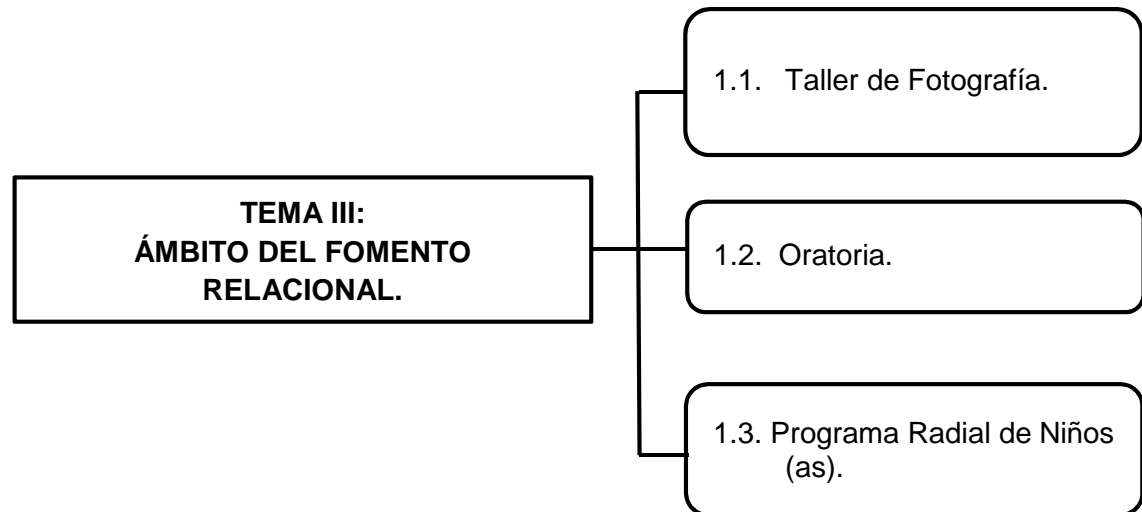 TEMA III:
ÁMBITO DEL FOMENTO
RELACIONAL.
1.1. Taller de Fotografía.
1.2. Oratoria.
1.3. Programa Radial de Niños
(as).